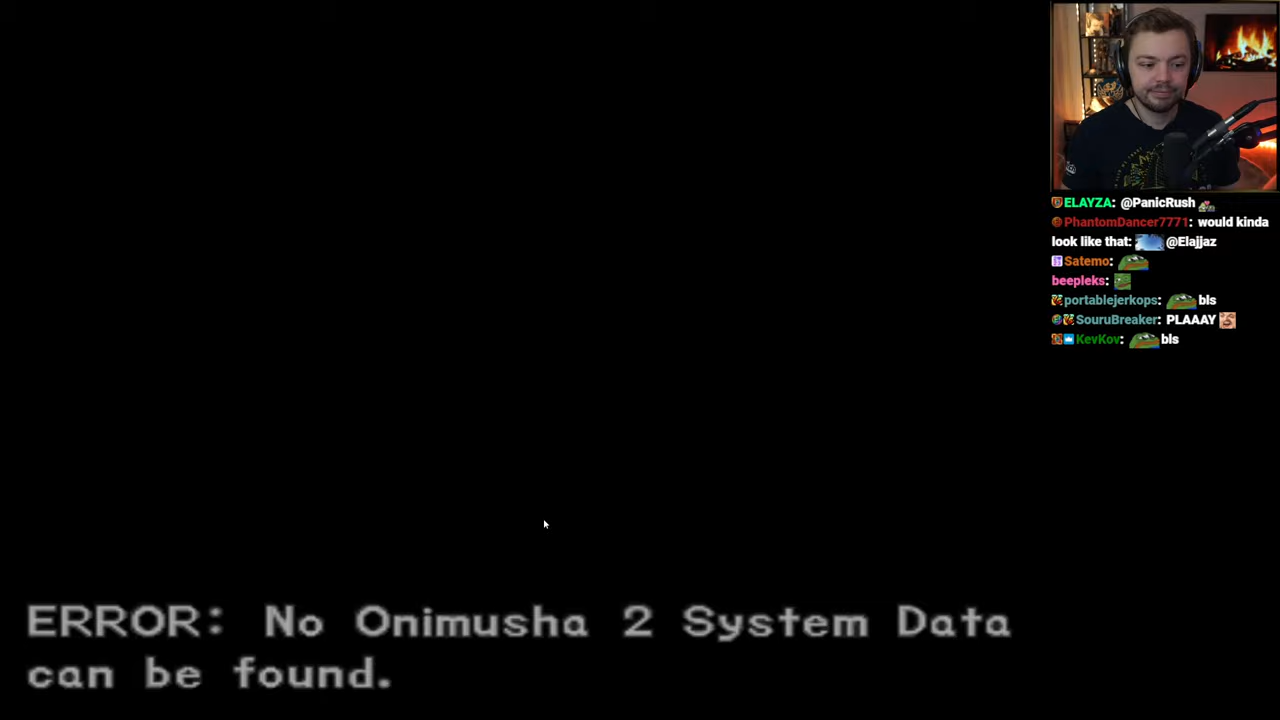 ELAYZA: @PanicRush
PhantomDancer7771: would kinda
look like that: @Elajjaz
Satemo:
beepleks:
portablejerkops: bls
SouruBreaker: PLAAAY
KevKov: bls
ERROR: No Onimusha 2 System Data
can be found.